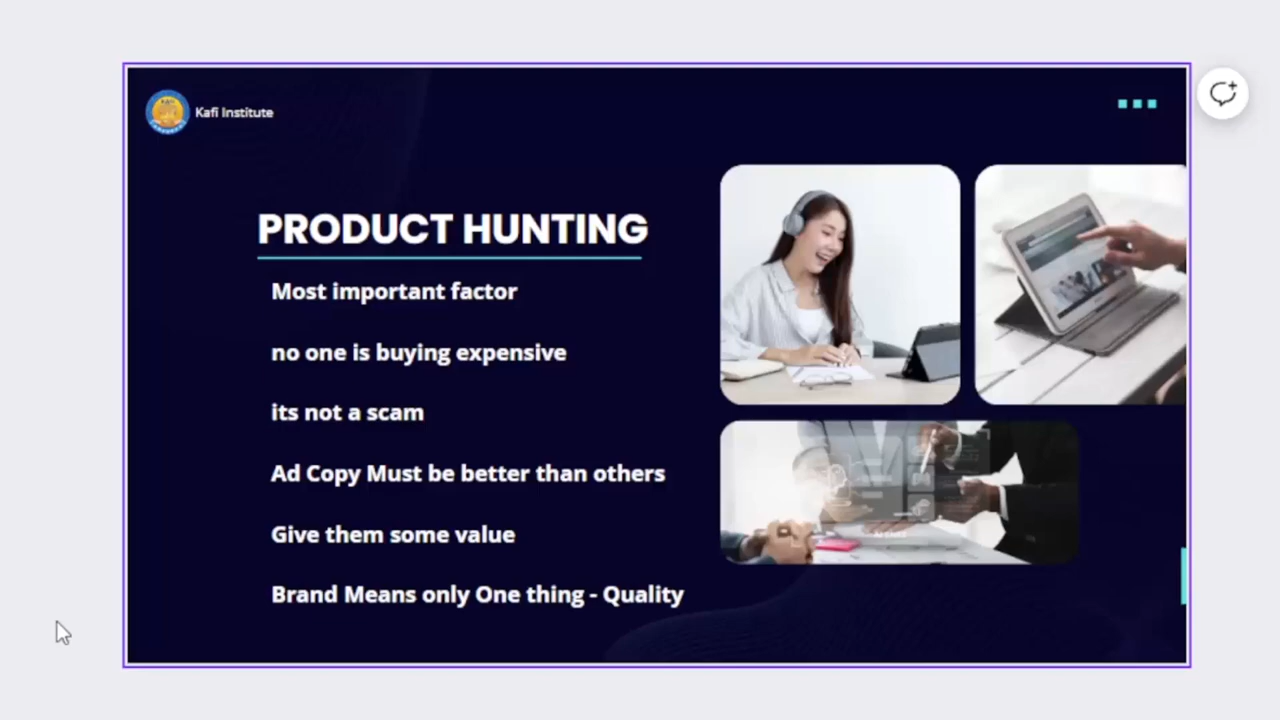 Kafi Institute
PRODUCT HUNTING
Most important factor
no one is buying expensive
its not a scam
Ad Copy Must be better than others
Give them some value
Brand Means only One thing - Quality